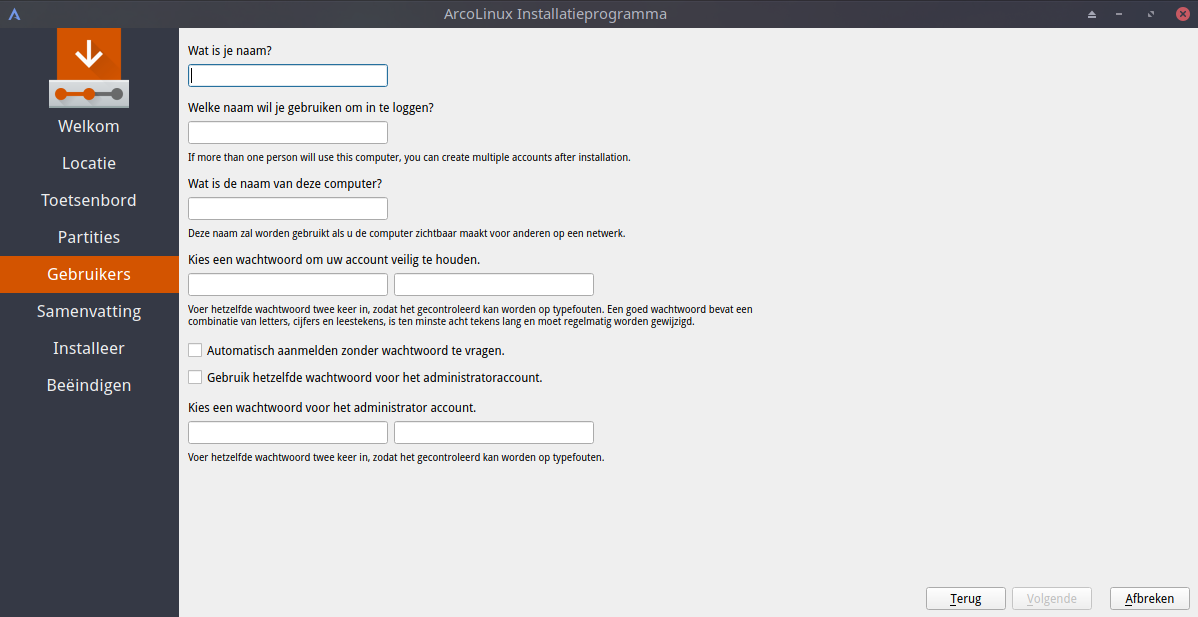 ArcoLinux Installatieprogramma
Welkom
Locatie
Toetsenbord
Partities
Gebruikers
Samenvatting
Installeer
Beëindigen
Wat is je naam?
Welke naam wil je gebruiken om in te loggen?
If more than one person will use this computer, you can create multiple accounts after installation.
Wat is de naam van deze computer?
Deze naam zal worden gebruikt als u de computer zichtbaar maakt voor anderen op een netwerk.
Kies een wachtwoord om uw account veilig te houden.
Voer hetzelfde wachtwoord twee keer in, zodat het gecontroleerd kan worden op typefouten. Een goed wachtwoord bevat een
combinatie van letters, cijfers en leestekens, is ten minste acht tekens lang en moet regelmatig worden gewijzigd.
Automatisch aanmelden zonder wachtwoord te vragen.
Gebruik hetzelfde wachtwoord voor het administratoraccount.
Kies een wachtwoord voor het administrator account.
Voer hetzelfde wachtwoord twee keer in, zodat het gecontroleerd kan worden op typefouten.
Terug
Volgende
Afbreken